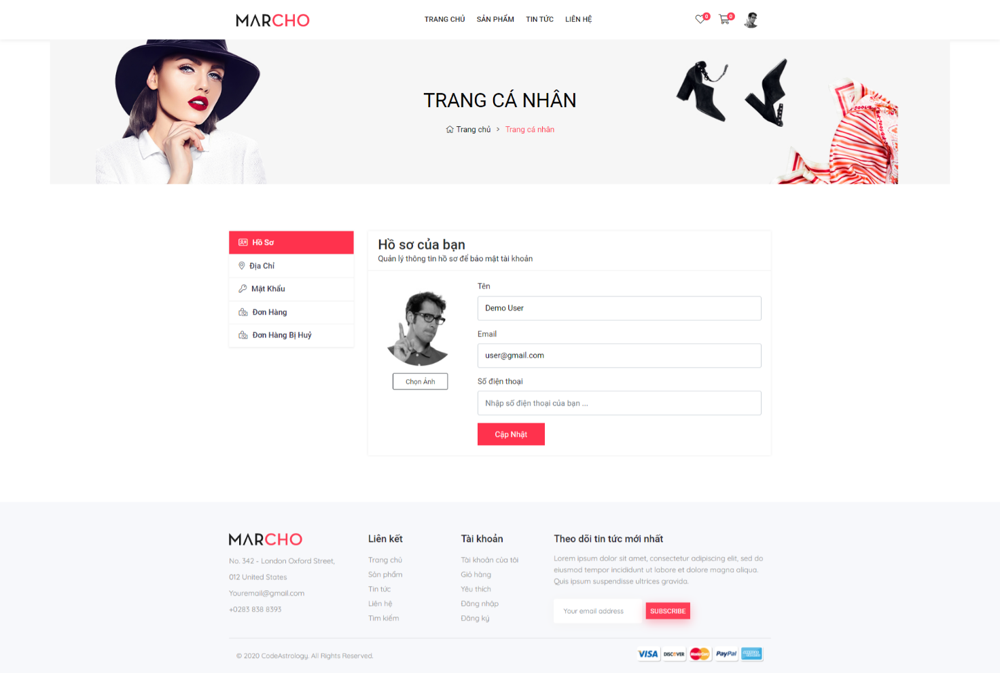 MARCHO
TRANG CHỦ SẢN PHẨM TIN TỨC LIÊN HỆ
0 0
TRANG CÁ NHÂN
Trang chủ > Trang cá nhân
Hồ Sơ
Địa Chỉ
Mật Khẩu
Đơn Hàng
Đơn Hàng Bị Huỷ
Hồ sơ của bạn
Quản lý thông tin hồ sơ để bảo mật tài khoản
Chọn Ảnh
Tên
Demo User
Email
user@gmail.com
Số điện thoại
Nhập số điện thoại của bạn ...
Cập Nhật
MARCHO
No. 342 - London Oxford Street,
012 United States
Youremail@gmail.com
+0283 838 8393
Liên kết
Trang chủ
Sản phẩm
Tin tức
Liên hệ
Tìm kiếm
Tài khoản
Tài khoản của tôi
Giỏ hàng
Yêu thích
Đăng nhập
Đăng ký
Theo dõi tin tức mới nhất
Lorem ipsum dolor sit amet, consectetur adipiscing elit, sed do
eiusmod tempor incididunt ut labore et dolore magna aliqua.
Quis ipsum suspendisse ultrices gravida.
Your email address
SUBSCRIBE
© 2020 CodeAstrology. All Rights Reserved.
VISA DISCOVER MasterCard PayPal AMERICAN EXPRESS